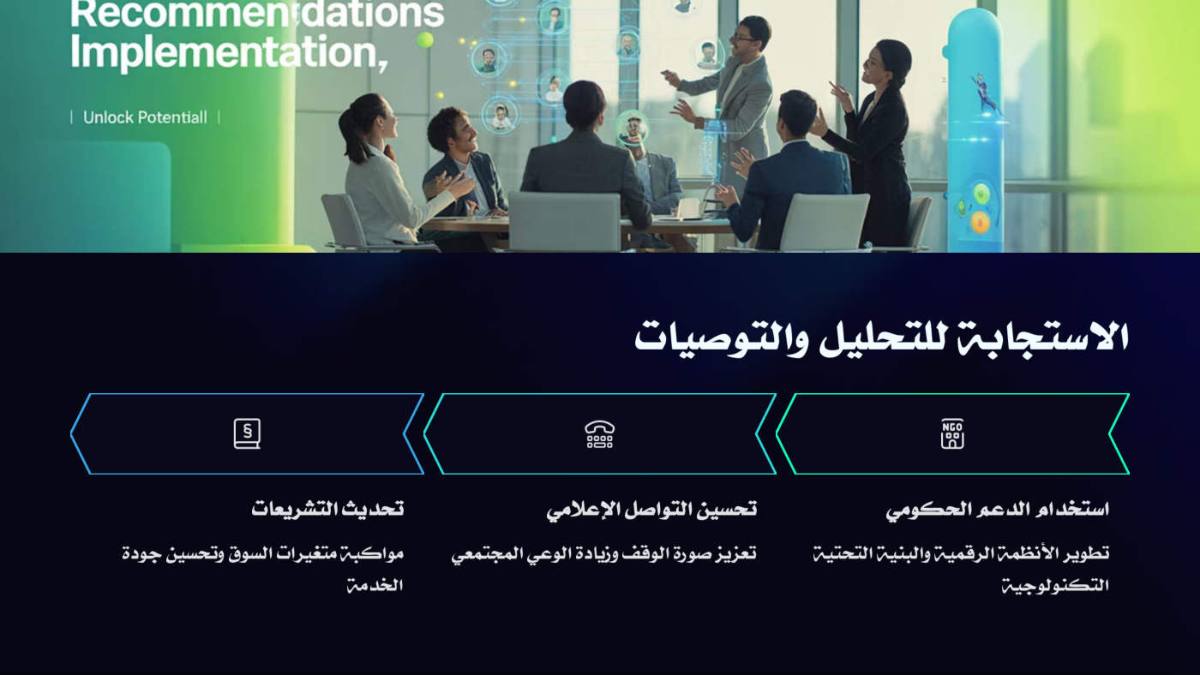 Recommenrdations
Implementation,
| Unlock Potentiall |
الاستجابة للتحليل والتوصيات
NGO
استخدام الدعم الحكومي
تطوير الأنظمة الرقمية والبنية التحتية
التكنولوجية
تحسين التواصل الإعلامي
تعزيز صورة الوقف وزيادة الوعي المجتمعي
§
تحديث التشريعات
مواكبة متغيرات السوق وتحسين جودة
الخدمة